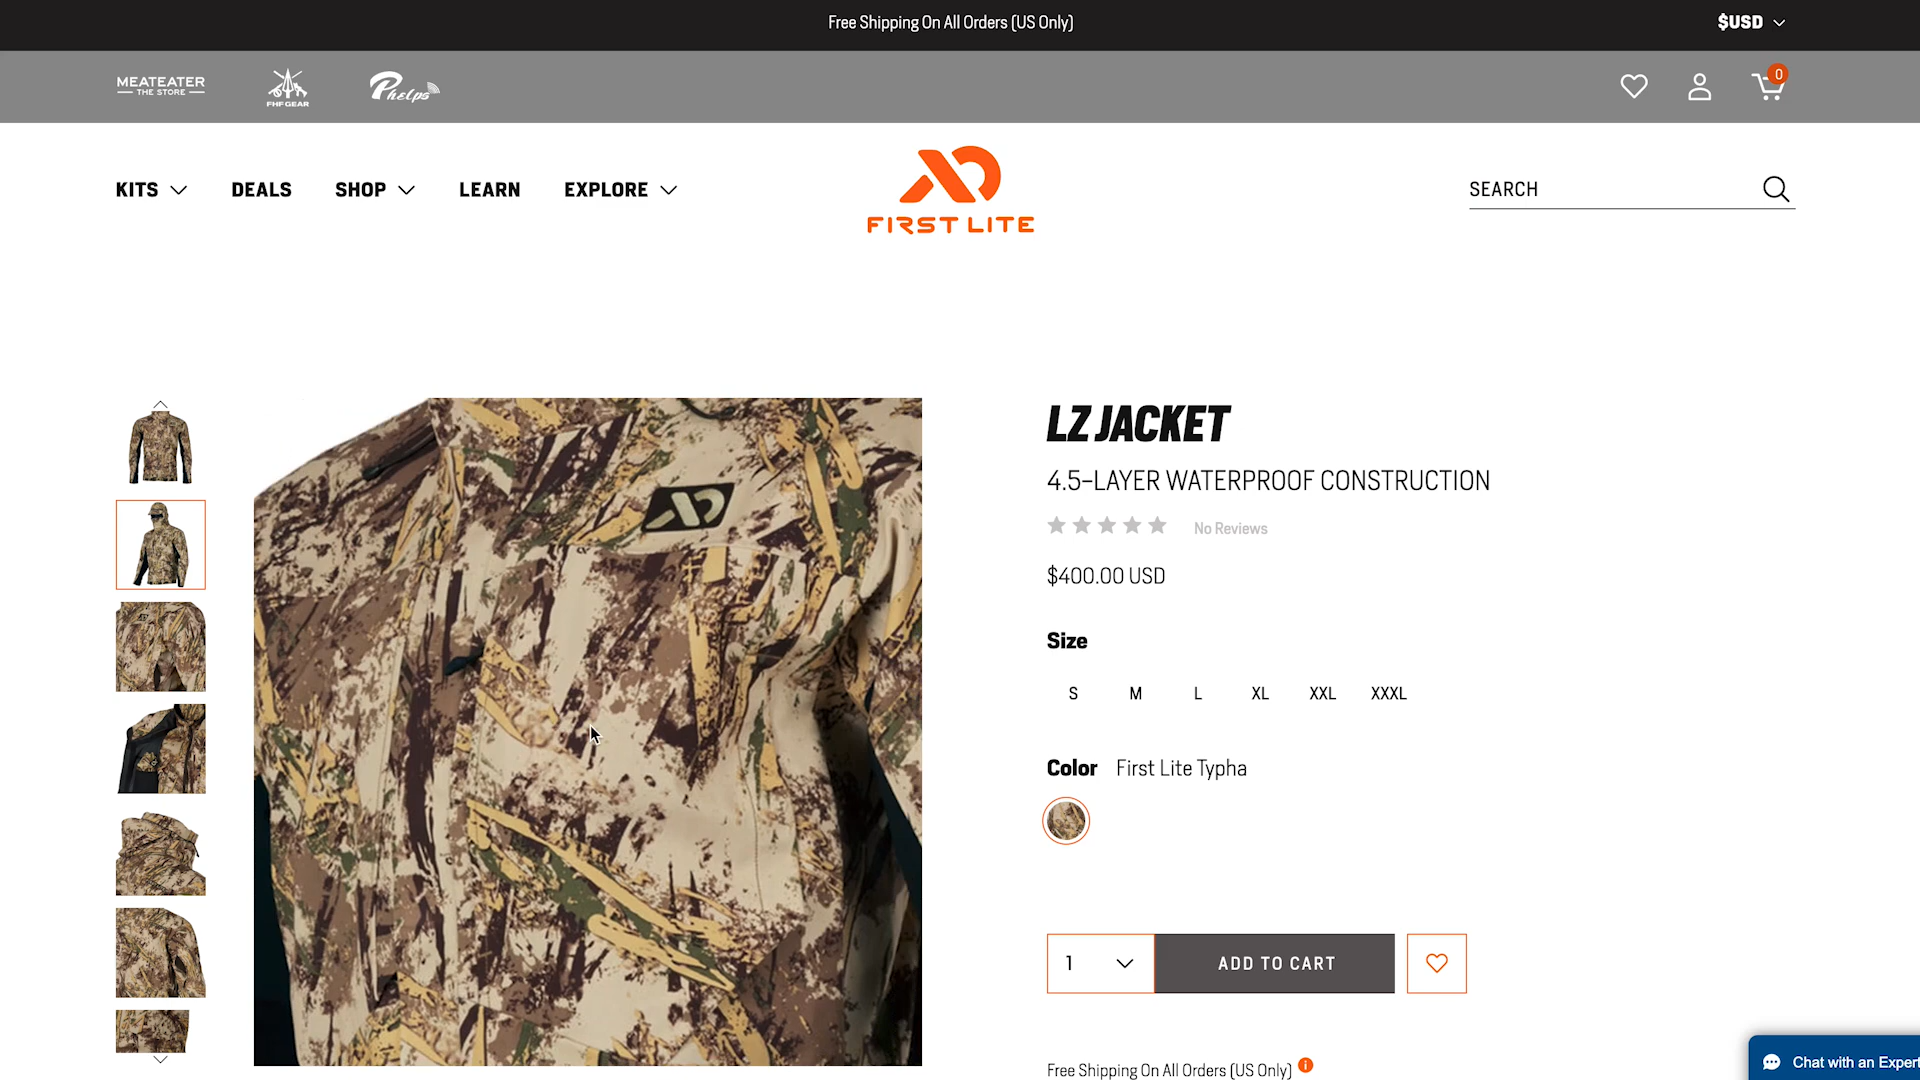 Free Shipping On All Orders (US Only)
$USD
MEATEATER
THE STORE
FHF GEAR
Phelps
0
KITS
DEALS
SHOP
LEARN
EXPLORE
FIRST LITE
SEARCH
LZ JACKET
4.5-LAYER WATERPROOF CONSTRUCTION
No Reviews
$400.00 USD
Size
S M L XL XXL XXXL
Color First Lite Typha
1
ADD TO CART
Free Shipping On All Orders (US Only)
Chat with an Expert